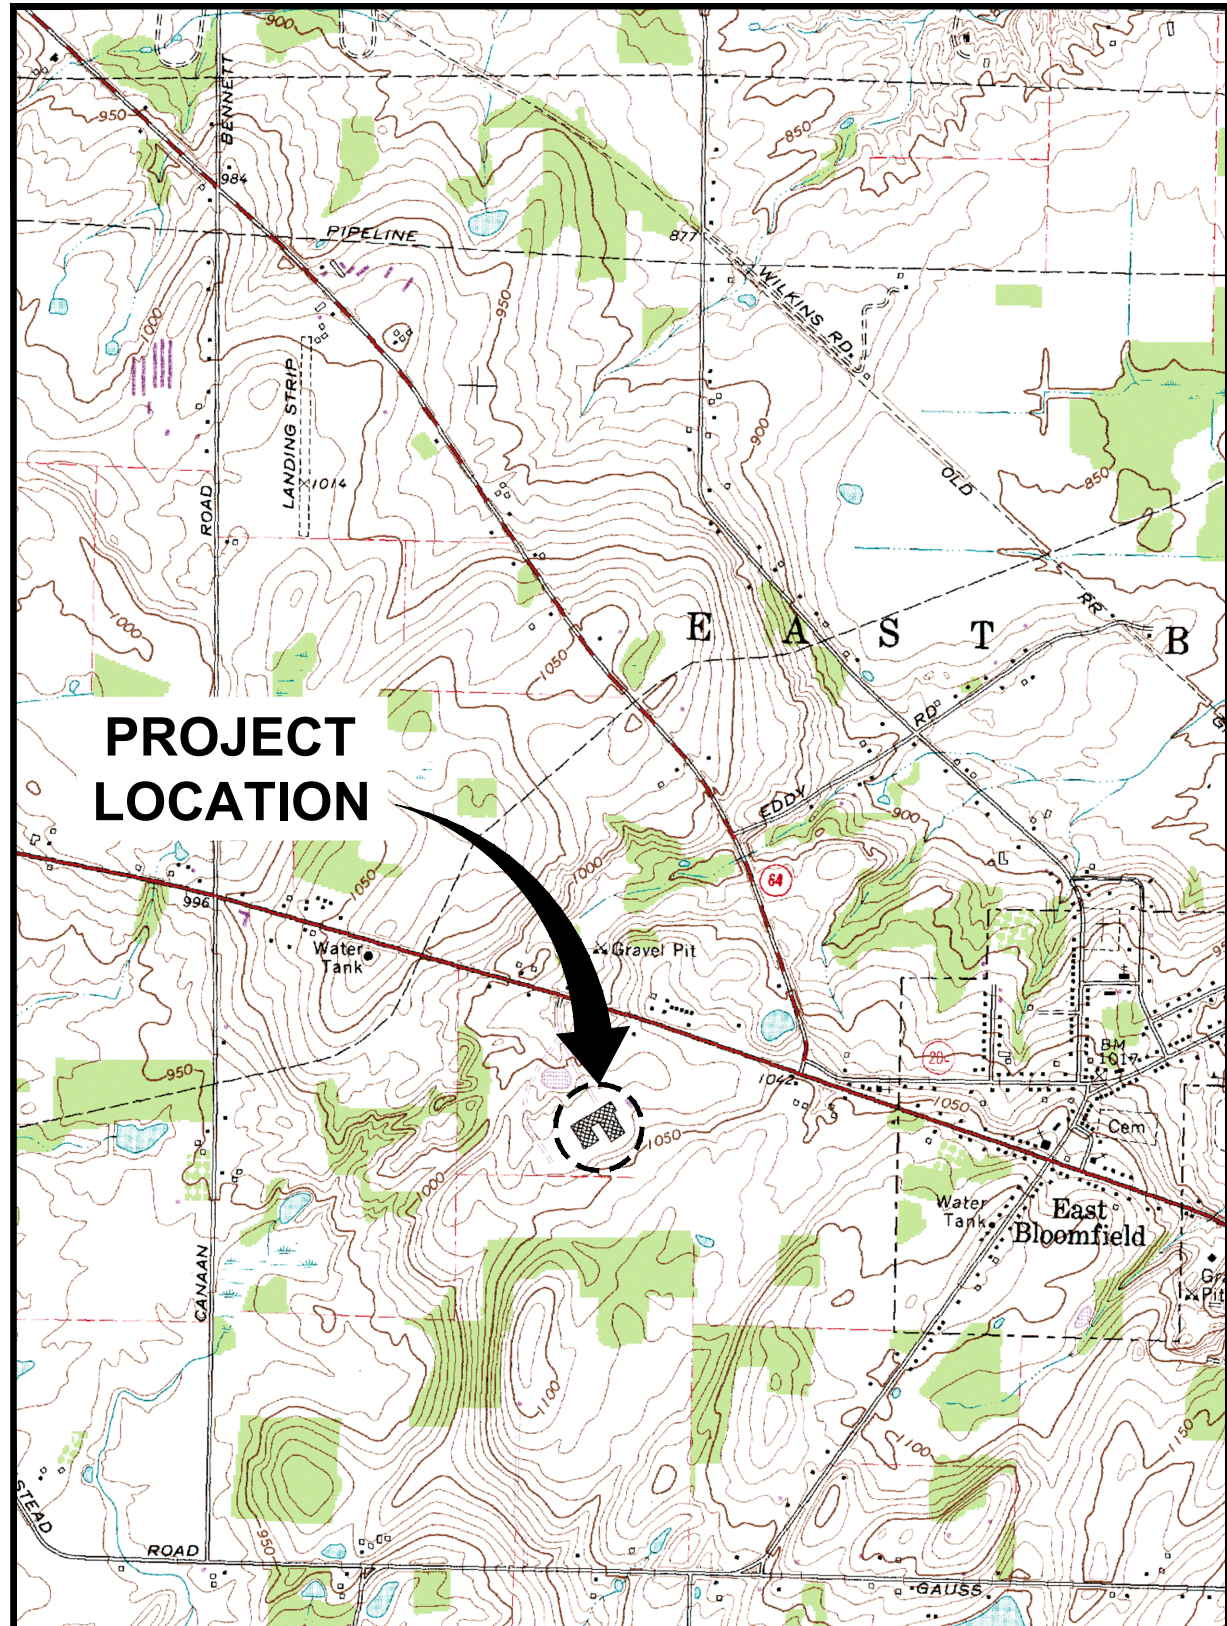 900
BENNETT
950
850
984
PIPELINE
877
WILKINS RD.
950
1000
LANDING STRIP
900
OLD
850
1014
ROAD
RR
1000
E A S T B
1050
PROJECT
LOCATION
RD
EDDY
900
1000
64
1050
996
Water
Tank
Gravel Pit
BM
1017
20
950
1042
1050
Cem
1050
1000
Water
Tank
East
Bloomfield
CANAAN
Gr
Pit
1100
1100
1150
STEAD
ROAD
950
GAUSS